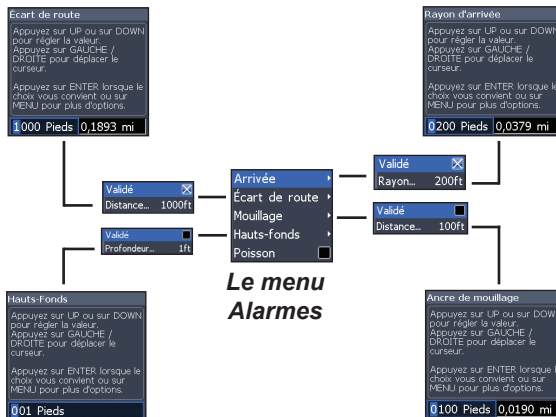 Écart de route
Appuyez sur UP ou sur DOWN
pour régler la valeur.
Appuyez sur GAUCHE /
DROITE pour déplacer le
curseur.
Appuyez sur ENTER lorsque le
choix vous convient ou sur
MENU pour plus d'options.
1000 Pieds 0,1893 mi
Rayon d'arrivée
Appuyez sur UP ou sur DOWN
pour régler la valeur.
Appuyez sur GAUCHE /
DROITE pour déplacer le
curseur.
Appuyez sur ENTER lorsque le
choix vous convient ou sur
MENU pour plus d'options.
0200 Pieds 0,0379 mi
Validé
Distance... 1000ft
Validé
Profondeur... 1ft
Arrivée
Écart de route
Mouillage
Hauts-fonds
Poisson
Validé
Rayon... 200ft
Validé
Distance... 100ft
Le menu
Alarmes
Hauts-Fonds
Appuyez sur UP ou sur DOWN
pour régler la valeur.
Appuyez sur GAUCHE /
DROITE pour déplacer le
curseur.
Appuyez sur ENTER lorsque le
choix vous convient ou sur
MENU pour plus d'options.
001 Pieds
Ancre de mouillage
Appuyez sur UP ou sur DOWN
pour régler la valeur.
Appuyez sur GAUCHE /
DROITE pour déplacer le
curseur.
Appuyez sur ENTER lorsque le
choix vous convient ou sur
MENU pour plus d'options.
0100 Pieds 0,0190 mi